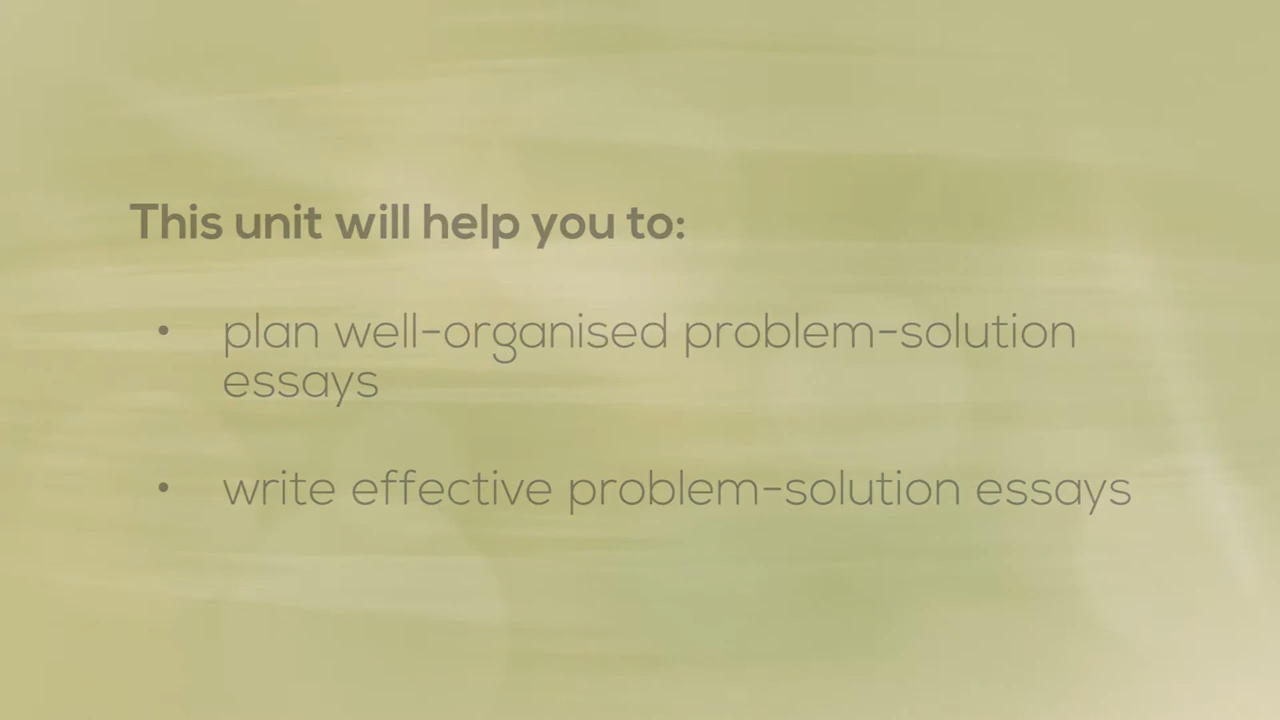 This unit will help you to:
• plan well-organised problem-solution
essays
• write effective problem-solution essays